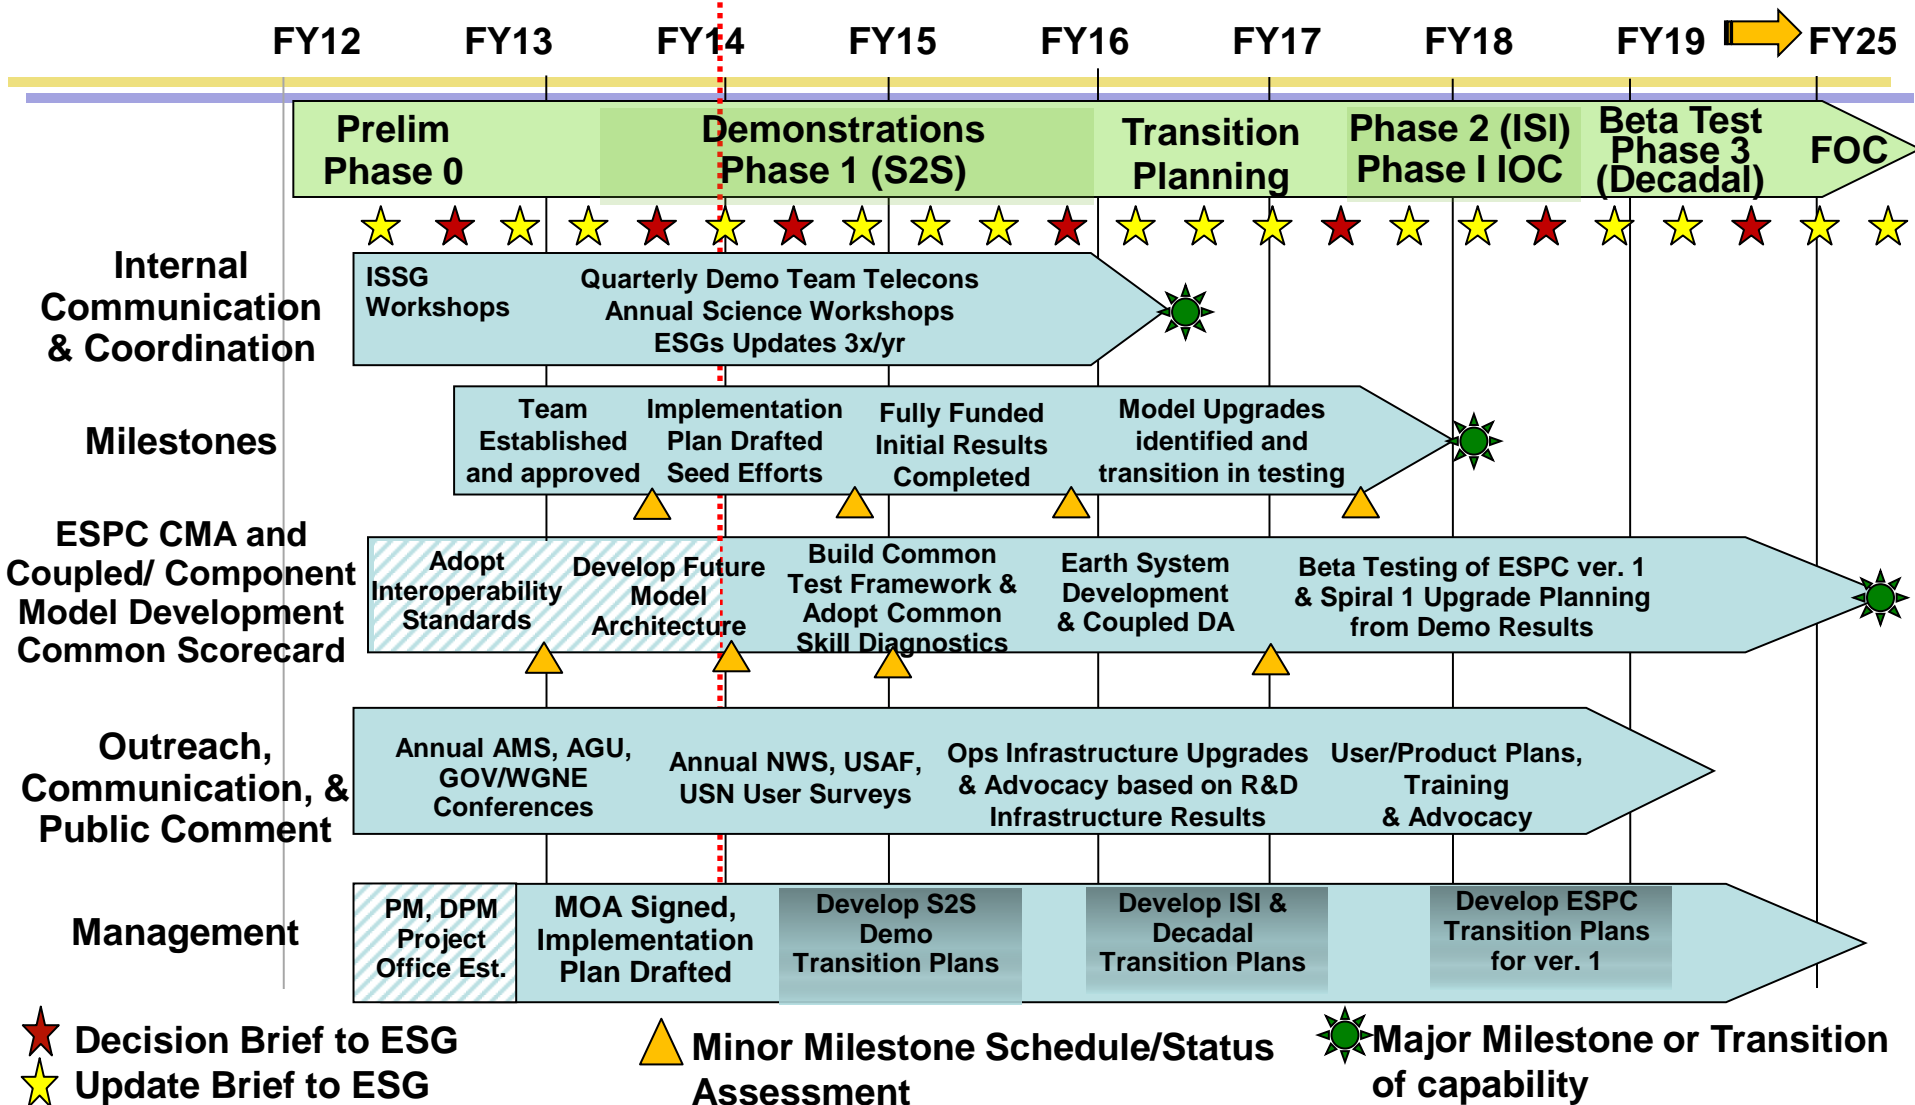 FY12 FY13 FY14 FY15 FY16 FY17 FY18 FY19 FY25
Prelim
Phase 0
Demonstrations
Phase 1 (S2S)
Transition
Planning
Phase 2 (ISI)
Phase I IOC
Beta Test
Phase 3
(Decadal)
FOC
Internal
Communication
& Coordination
ISSG
Workshops
Quarterly Demo Team Telecons
Annual Science Workshops
ESGs Updates 3x/yr
Milestones
Team
Established
and approved
Implementation
Plan Drafted
Seed Efforts
Fully Funded
Initial Results
Completed
Model Upgrades
identified and
transition in testing
ESPC CMA and
Coupled/ Component
Model Development
Common Scorecard
Adopt
Interoperability
Standards
Develop Future
Model
Architecture
Build Common
Test Framework &
Adopt Common
Skill Diagnostics
Earth System
Development
& Coupled DA
Beta Testing of ESPC ver. 1
& Spiral 1 Upgrade Planning
from Demo Results
Outreach,
Communication, &
Public Comment
Annual AMS, AGU,
GOV/WGNE
Conferences
Annual NWS, USAF,
USN User Surveys
Ops Infrastructure Upgrades
& Advocacy based on R&D
Infrastructure Results
User/Product Plans,
Training
& Advocacy
Management
PM, DPM
Project
Office Est.
MOA Signed,
Implementation
Plan Drafted
Develop S2S
Demo
Transition Plans
Develop ISI &
Decadal
Transition Plans
Develop ESPC
Transition Plans
for ver. 1
Decision Brief to ESG
Update Brief to ESG
Minor Milestone Schedule/Status
Assessment
Major Milestone or Transition
of capability